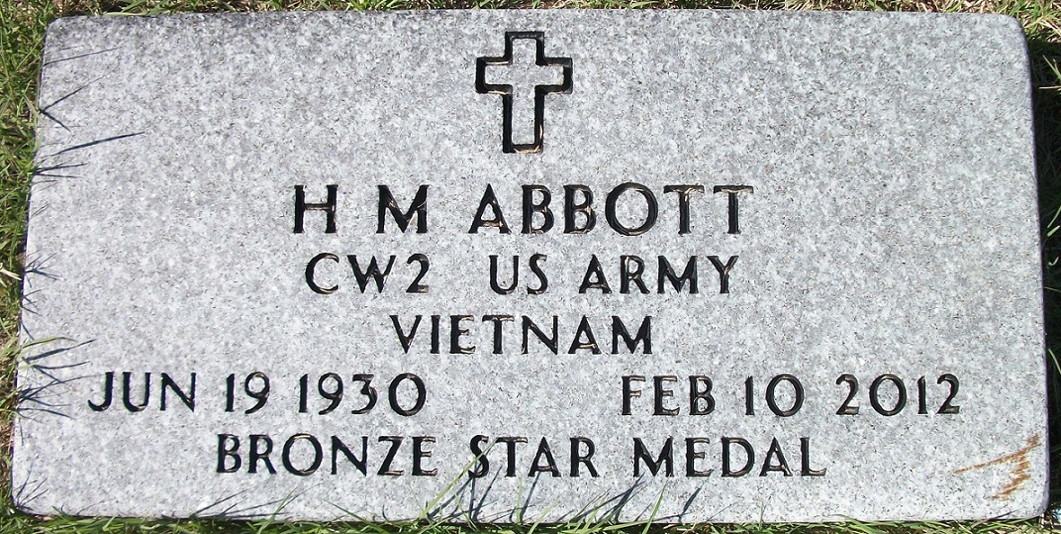 H M ABBOTT
CW2 US ARMY
VIETNAM
JUN 19 1930 FEB 10 2012
BRONZE STAR MEDAL